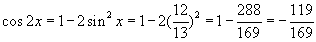 cos 2x = 1 − 2 sin² x = 1 − 2(12/13)² = 1 − 288/169 = − 119/169